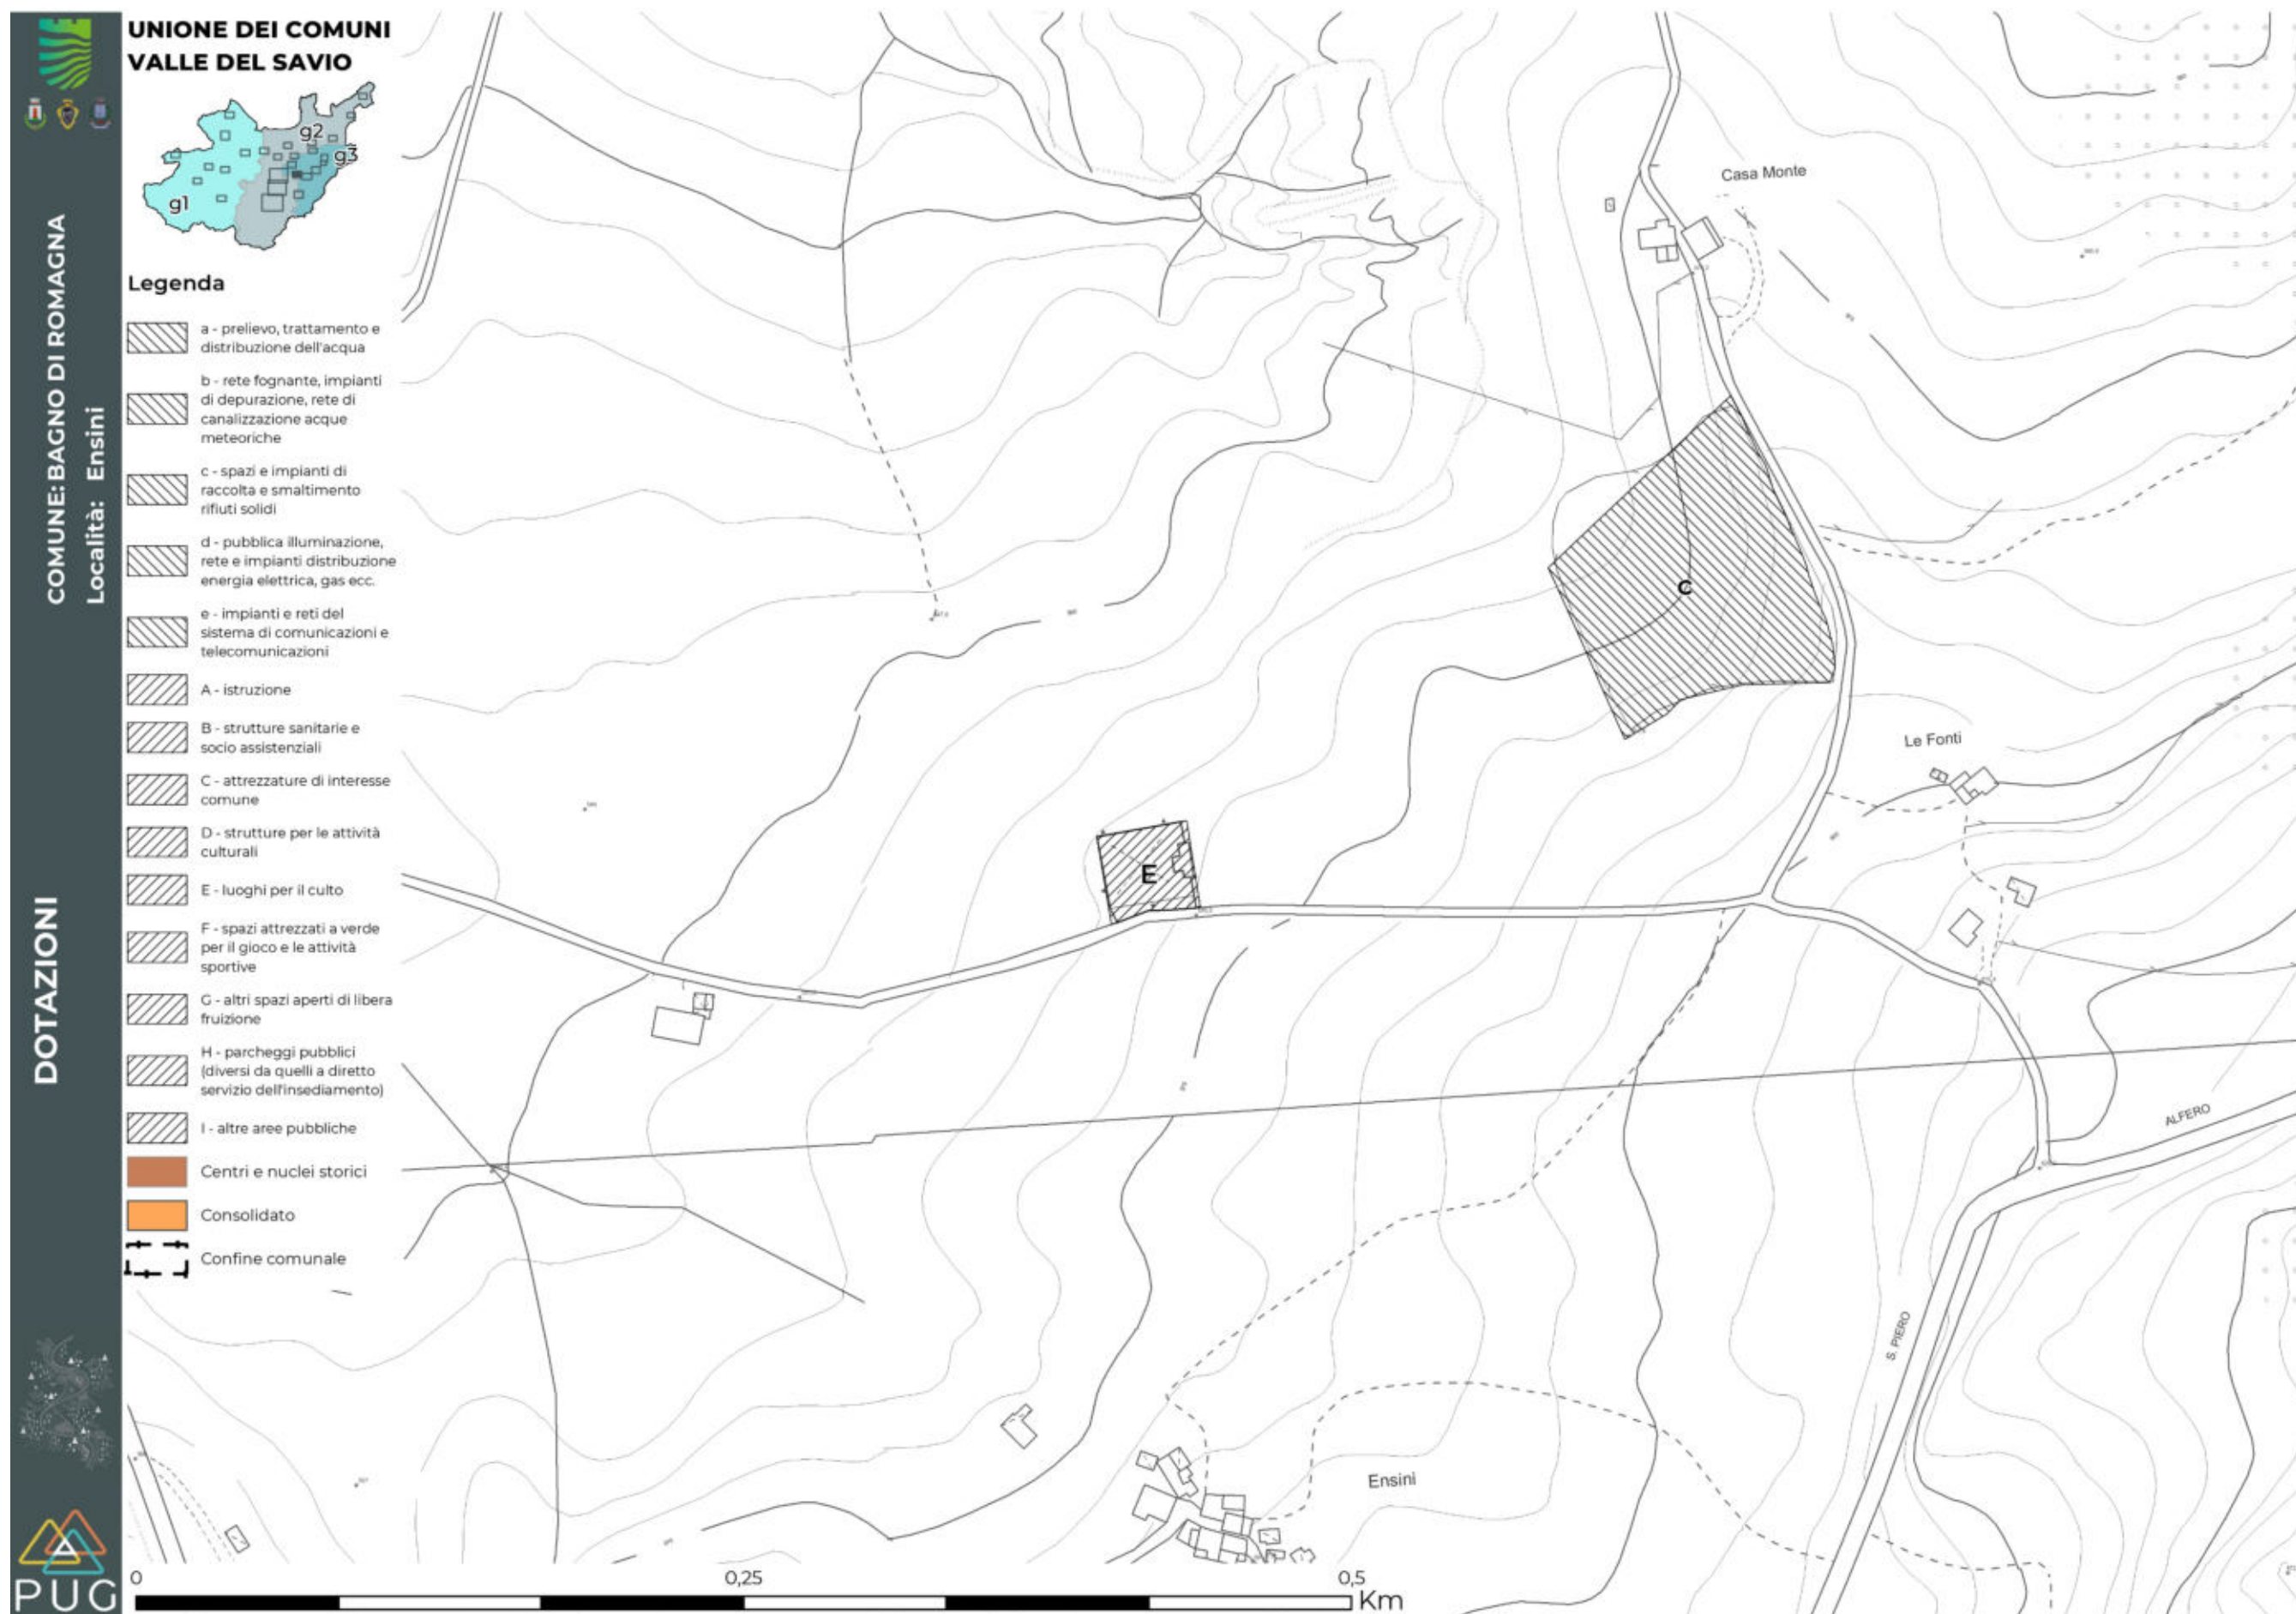 UNIONE DEI COMUNI
VALLE DEL SAVIO
g1
g2
g3
COMUNE: BAGNO DI ROMAGNA
Località: Ensini
DOTAZIONI
PUG
Legenda
a - prelievo, trattamento e
distribuzione dell'acqua
b - rete fognante, impianti
di depurazione, rete di
canalizzazione acque
meteoriche
c - spazi e impianti di
raccolta e smaltimento
rifiuti solidi
d - pubblica illuminazione,
rete e impianti distribuzione
energia elettrica, gas ecc.
e - impianti e reti del
sistema di comunicazioni e
telecomunicazioni
A - istruzione
B - strutture sanitarie e
socio assistenziali
C - attrezzature di interesse
comune
D - strutture per le attività
culturali
E - luoghi per il culto
F - spazi attrezzati a verde
per il gioco e le attività
sportive
G - altri spazi aperti di libera
fruizione
H - parcheggi pubblici
(diversi da quelli a diretto
servizio dell'insediamento)
I - altre aree pubbliche
Centri e nuclei storici
Consolidato
Confine comunale
Casa Monte
c
Le Fonti
E
ALFERO
S. PIERO
Ensini
0
0,25
0,5
Km